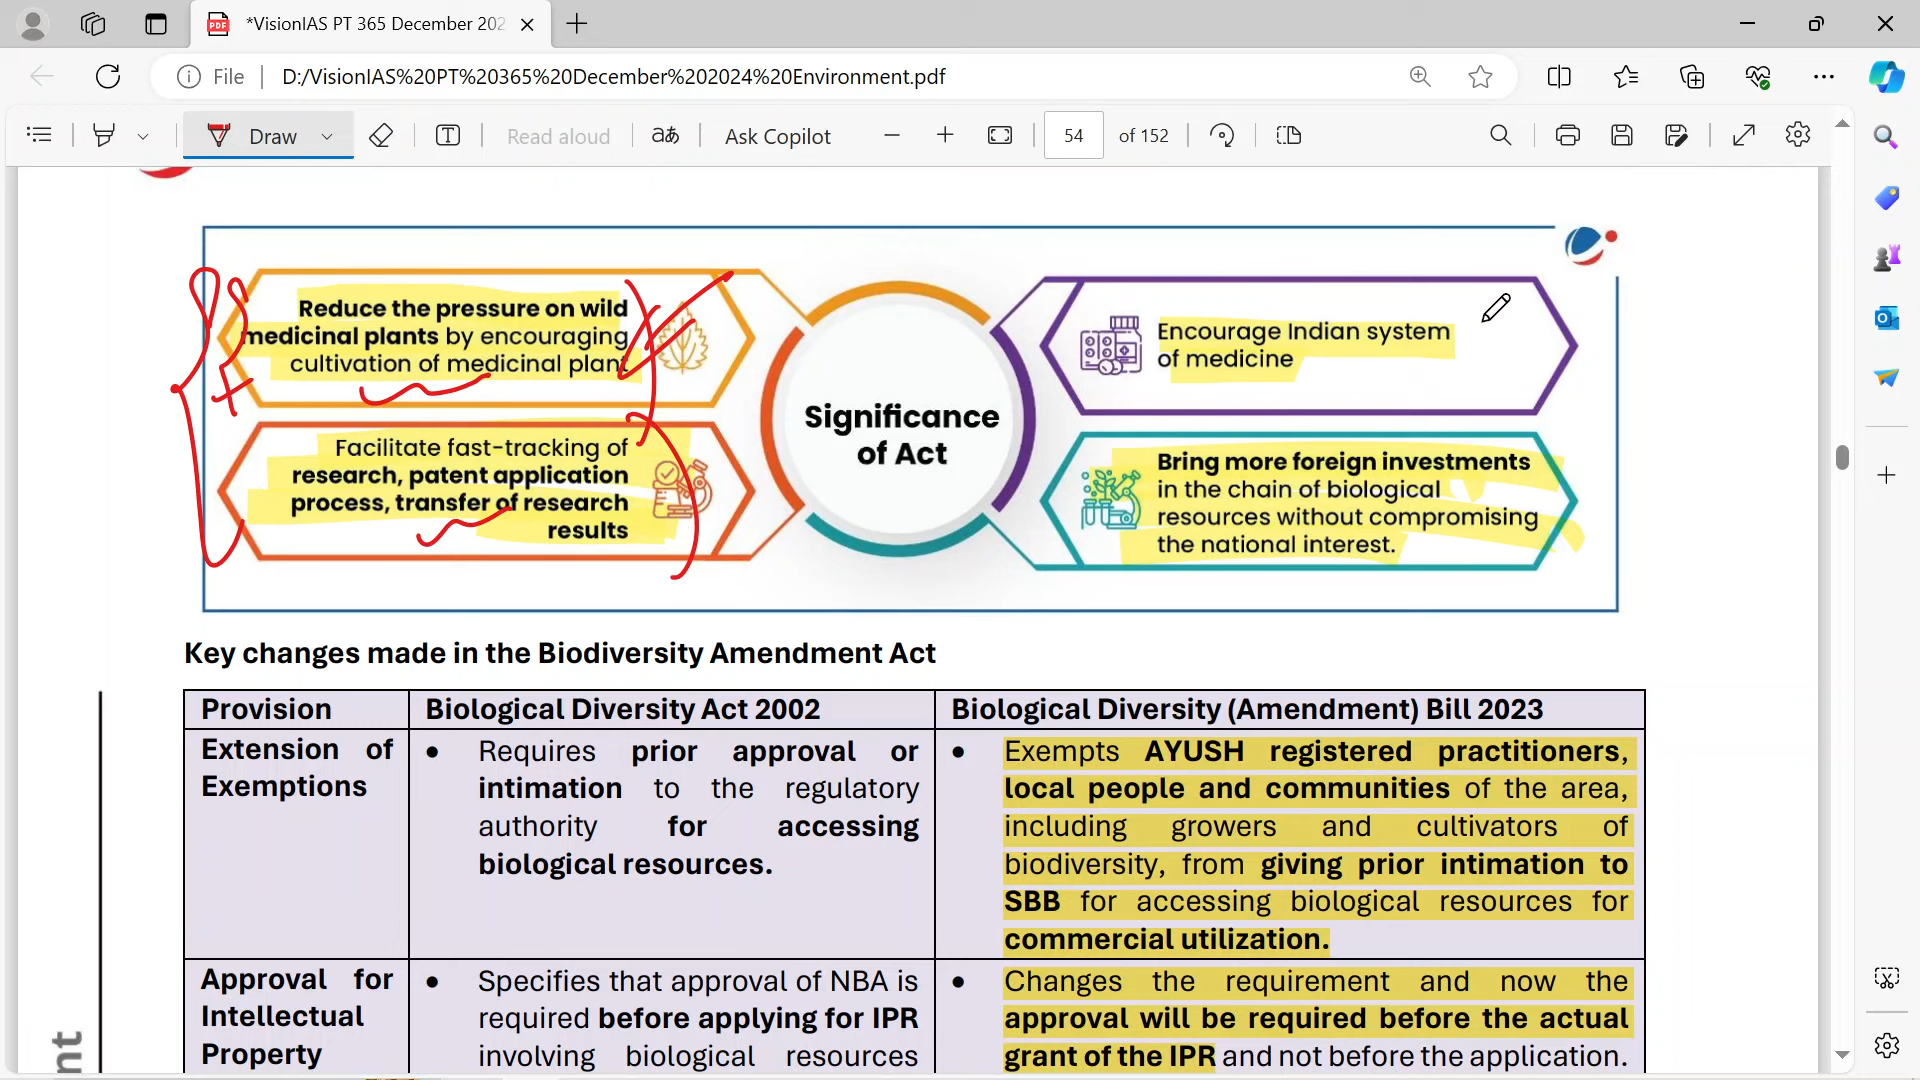 *VisionIAS PT 365 December 202
File
D:/VisionIAS%20PT%20365%20December%202024%20Environment.pdf
Draw
Read aloud
aあ
Ask Copilot
54
of 152
Reduce the pressure on wild
medicinal plants by encouraging
cultivation of medicinal plant
Encourage Indian system
of medicine
Significance
of Act
Facilitate fast-tracking of
research, patent application
process, transfer of research
results
Bring more foreign investments
in the chain of biological
resources without compromising
the national interest.
Key changes made in the Biodiversity Amendment Act
Provision
Biological Diversity Act 2002
Biological Diversity (Amendment) Bill 2023
Extension of
Exemptions
• Requires prior approval or
intimation to the regulatory
authority for accessing
biological resources.
• Exempts AYUSH registered practitioners,
local people and communities of the area,
including growers and cultivators of
biodiversity, from giving prior intimation to
SBB for accessing biological resources for
commercial utilization.
Approval for
Intellectual
Property
• Specifies that approval of NBA is
required before applying for IPR
involving biological resources
• Changes the requirement and now the
approval will be required before the actual
grant of the IPR and not before the application.
nt